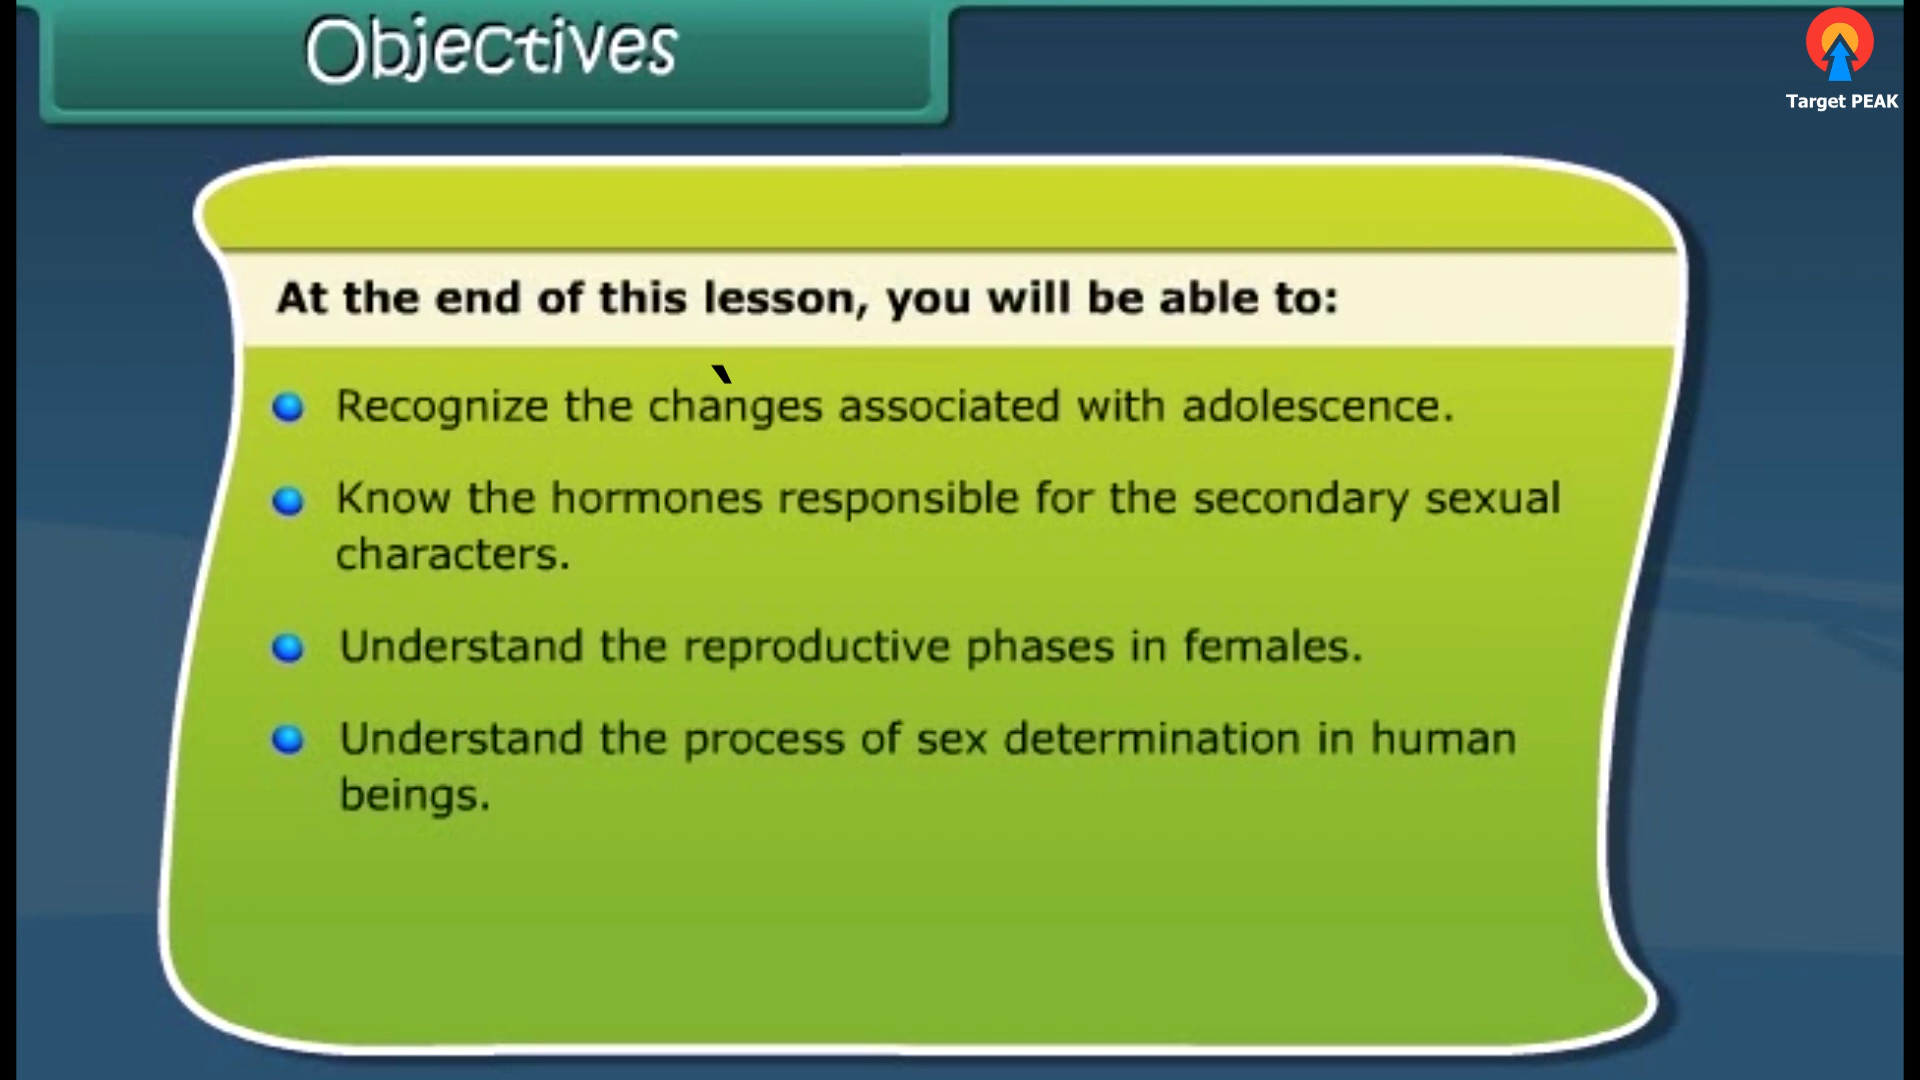 Objectives
Target PEAK
At the end of this lesson, you will be able to:
Recognize the changes associated with adolescence.
Know the hormones responsible for the secondary sexual
characters.
Understand the reproductive phases in females.
Understand the process of sex determination in human
beings.